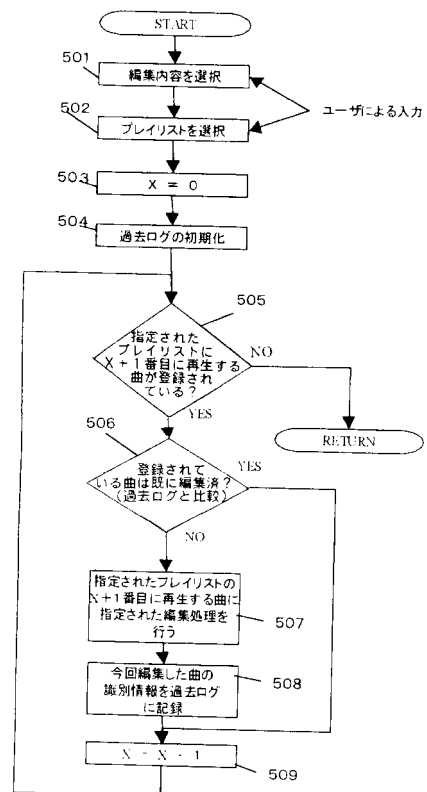 START
501
編集内容を選択
502
プレイリストを選択
ユーザによる入力
503
X = 0
504
過去ログの初期化
505
指定された
プレイリストに
X+1番目に再生する
曲が登録され
ている?
NO
YES
RETURN
506
登録されて
いる曲は既に編集済?
(過去ログと比較)
YES
NO
指定されたプレイリストの
X+1番目に再生する曲に
指定された編集処理を
行う
507
今回編集した曲の
識別情報を過去ログ
に記録
508
509